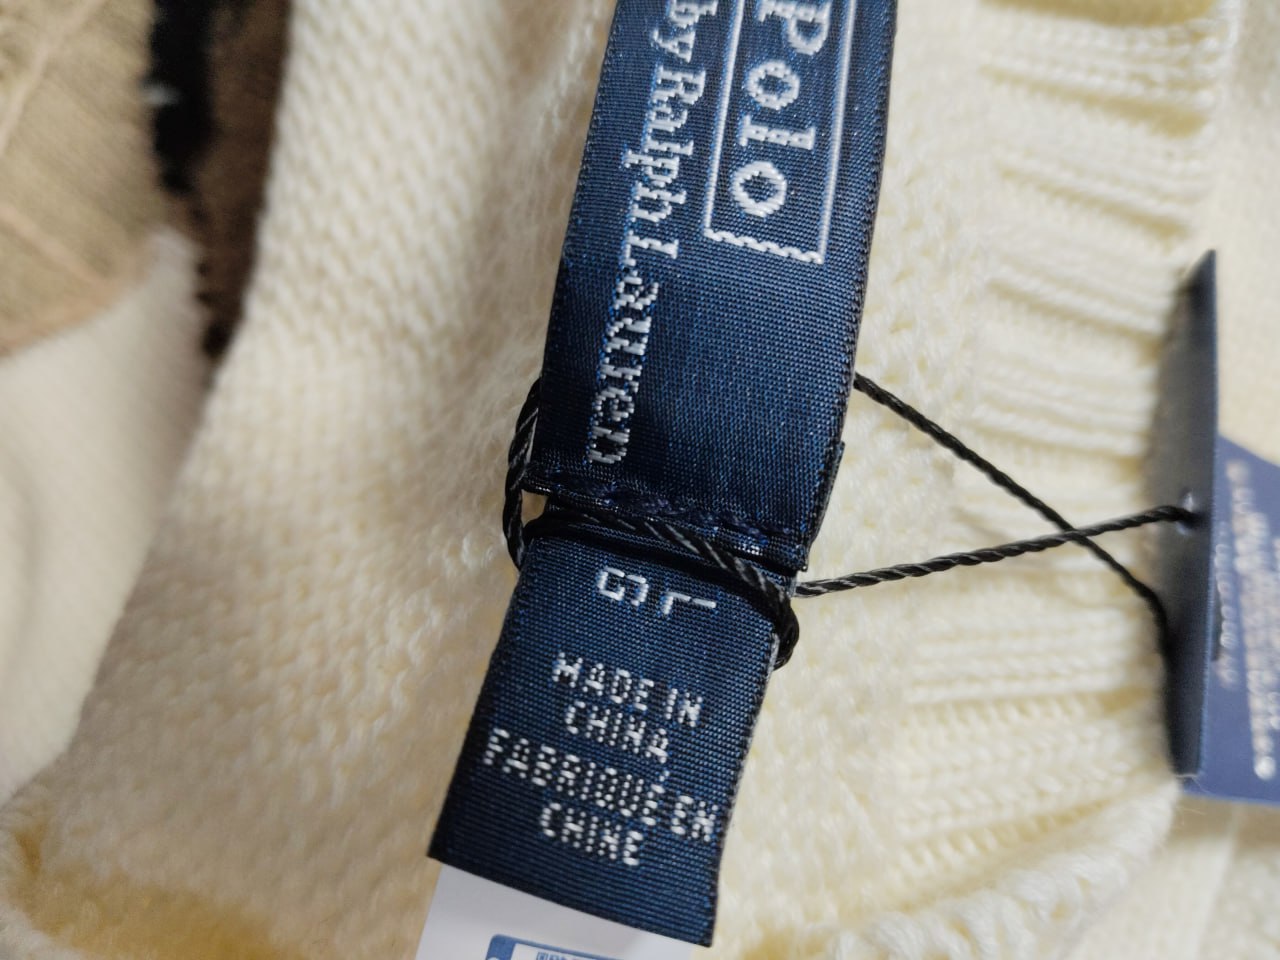 Polo
by Ralph Lauren
L
G
MADE IN
CHINA
FABRIQUÉ EN
CHINE